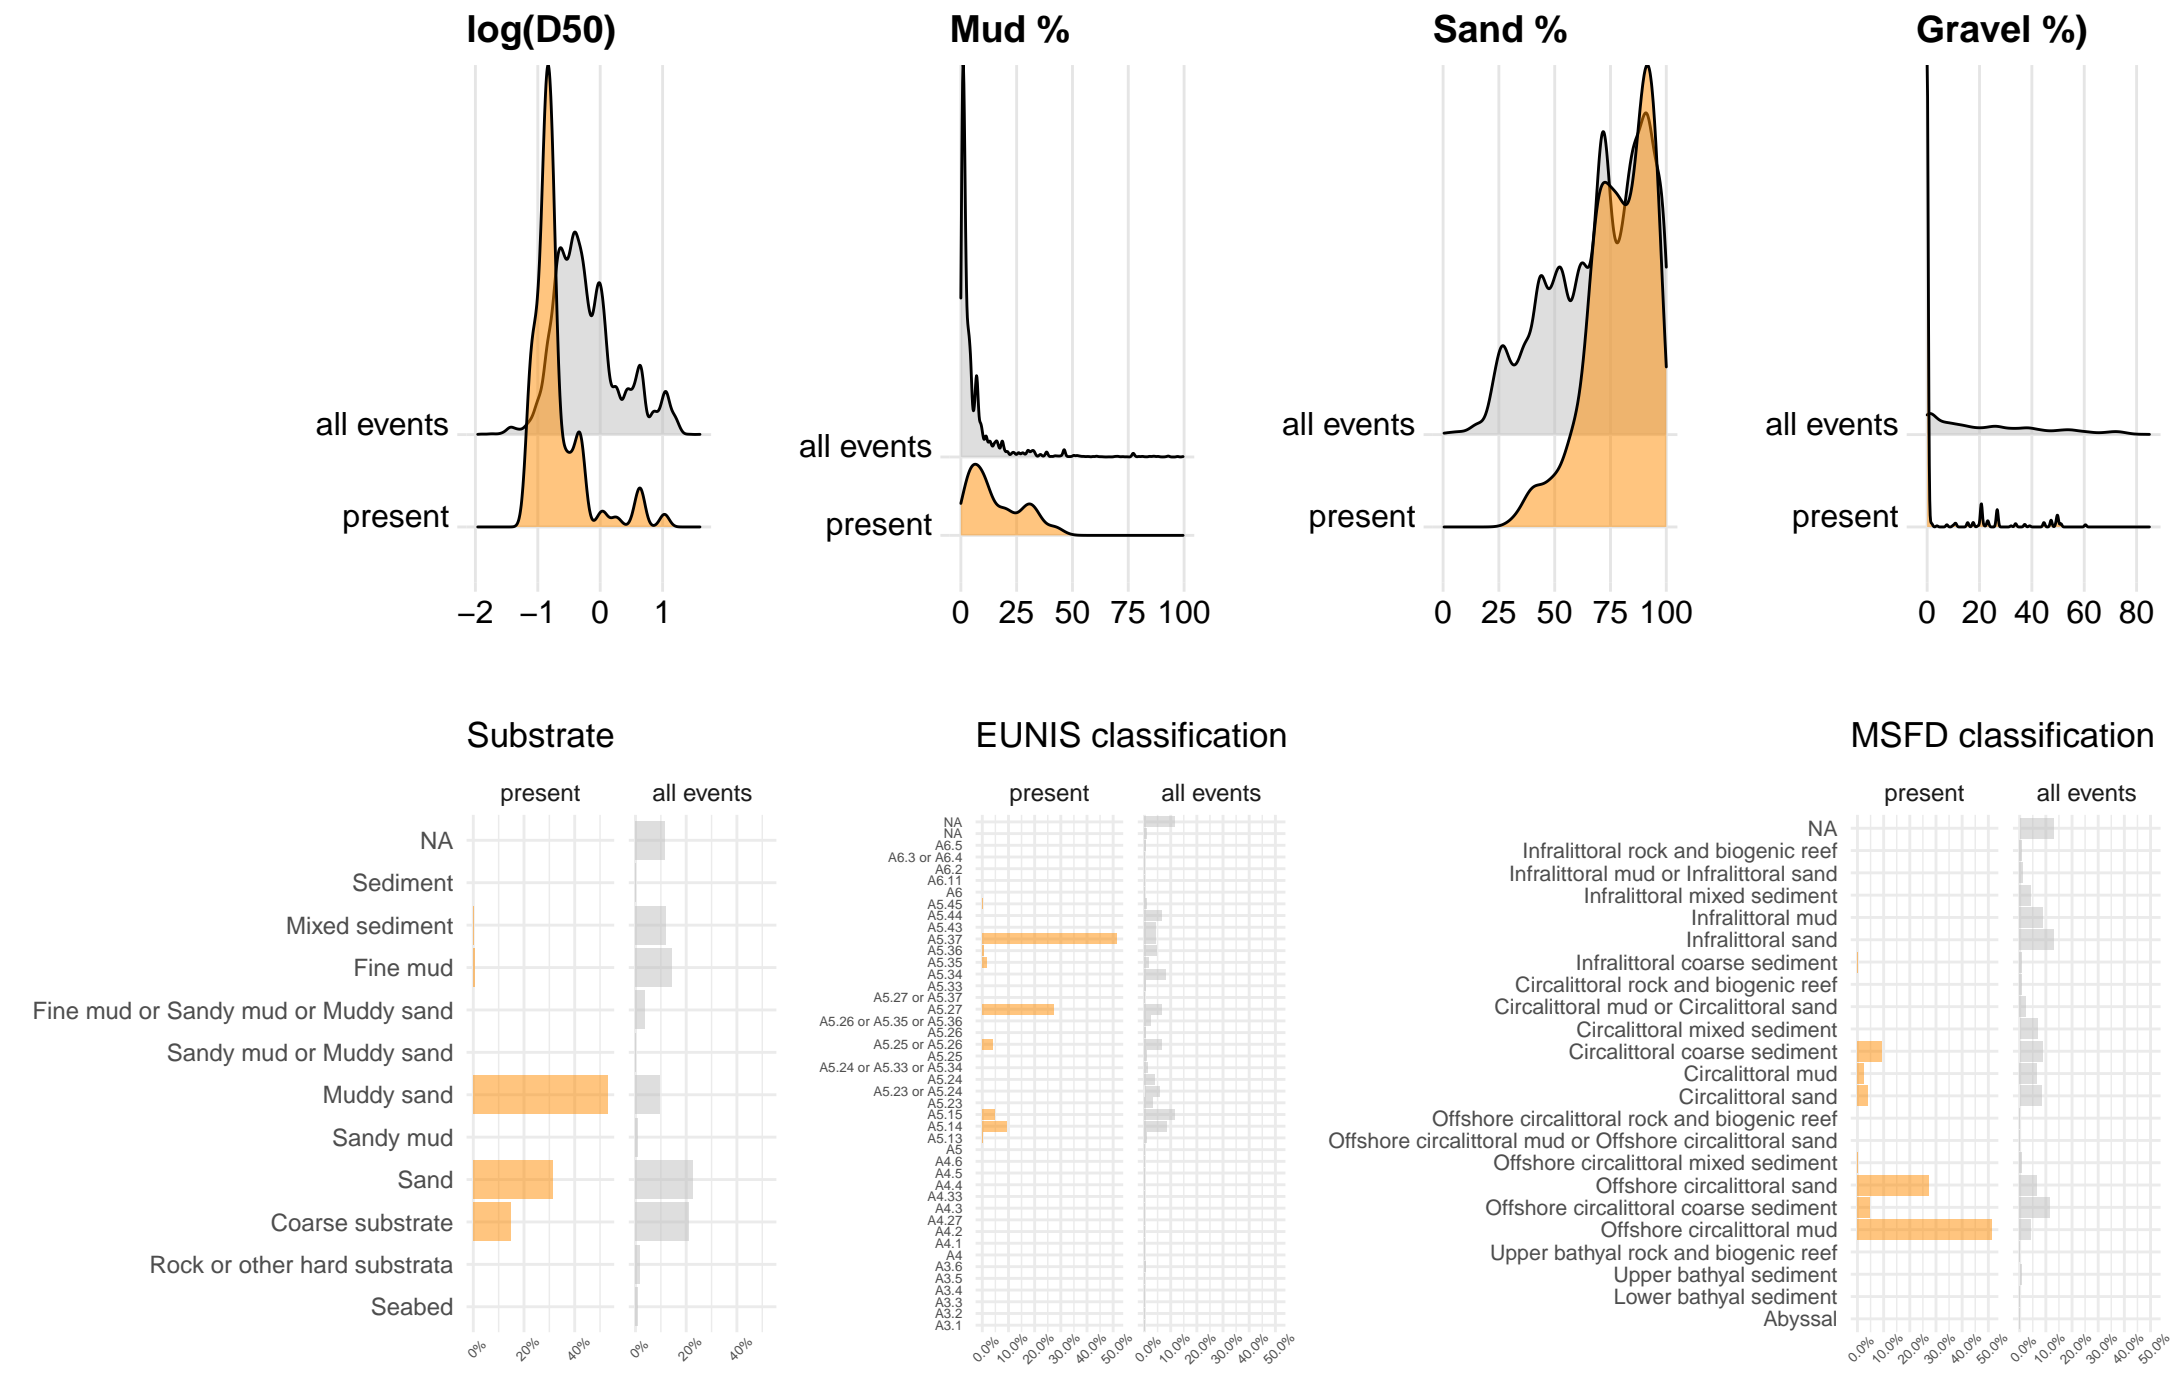 log(D50)
Mud %
Sand %
Gravel %)
all events
present
−2 −1 0 1
all events
present
0 25 50 75 100
all events
present
0 25 50 75 100
all events
present
0 20 40 60 80
Substrate
present all events
NA
Sediment
Mixed sediment
Fine mud
Fine mud or Sandy mud or Muddy sand
Sandy mud or Muddy sand
Muddy sand
Sandy mud
Sand
Coarse substrate
Rock or other hard substrata
Seabed
0% 20% 40% 0% 20% 40%
EUNIS classification
present all events
NA
NA
A6.5
A6.3 or A6.4
A6.2
A6.11
A6
A5.45
A5.44
A5.43
A5.37
A5.36
A5.35
A5.34
A5.33
A5.27 or A5.37
A5.27
A5.26 or A5.35 or A5.36
A5.26
A5.25 or A5.26
A5.25
A5.24 or A5.33 or A5.34
A5.24
A5.23 or A5.24
A5.23
A5.15
A5.14
A5.13
A5
A4.6
A4.5
A4.4
A4.33
A4.3
A4.27
A4.2
A4.1
A4
A3.6
A3.5
A3.4
A3.3
A3.2
A3.1
0.0% 10.0% 20.0% 30.0% 40.0% 50.0% 0.0% 10.0% 20.0% 30.0% 40.0% 50.0%
MSFD classification
present all events
NA
Infralittoral rock and biogenic reef
Infralittoral mud or Infralittoral sand
Infralittoral mixed sediment
Infralittoral mud
Infralittoral sand
Infralittoral coarse sediment
Circalittoral rock and biogenic reef
Circalittoral mud or Circalittoral sand
Circalittoral mixed sediment
Circalittoral coarse sediment
Circalittoral mud
Circalittoral sand
Offshore circalittoral rock and biogenic reef
Offshore circalittoral mud or Offshore circalittoral sand
Offshore circalittoral mixed sediment
Offshore circalittoral sand
Offshore circalittoral coarse sediment
Offshore circalittoral mud
Upper bathyal rock and biogenic reef
Upper bathyal sediment
Lower bathyal sediment
Abyssal
0.0% 10.0% 20.0% 30.0% 40.0% 50.0% 0.0% 10.0% 20.0% 30.0% 40.0% 50.0%